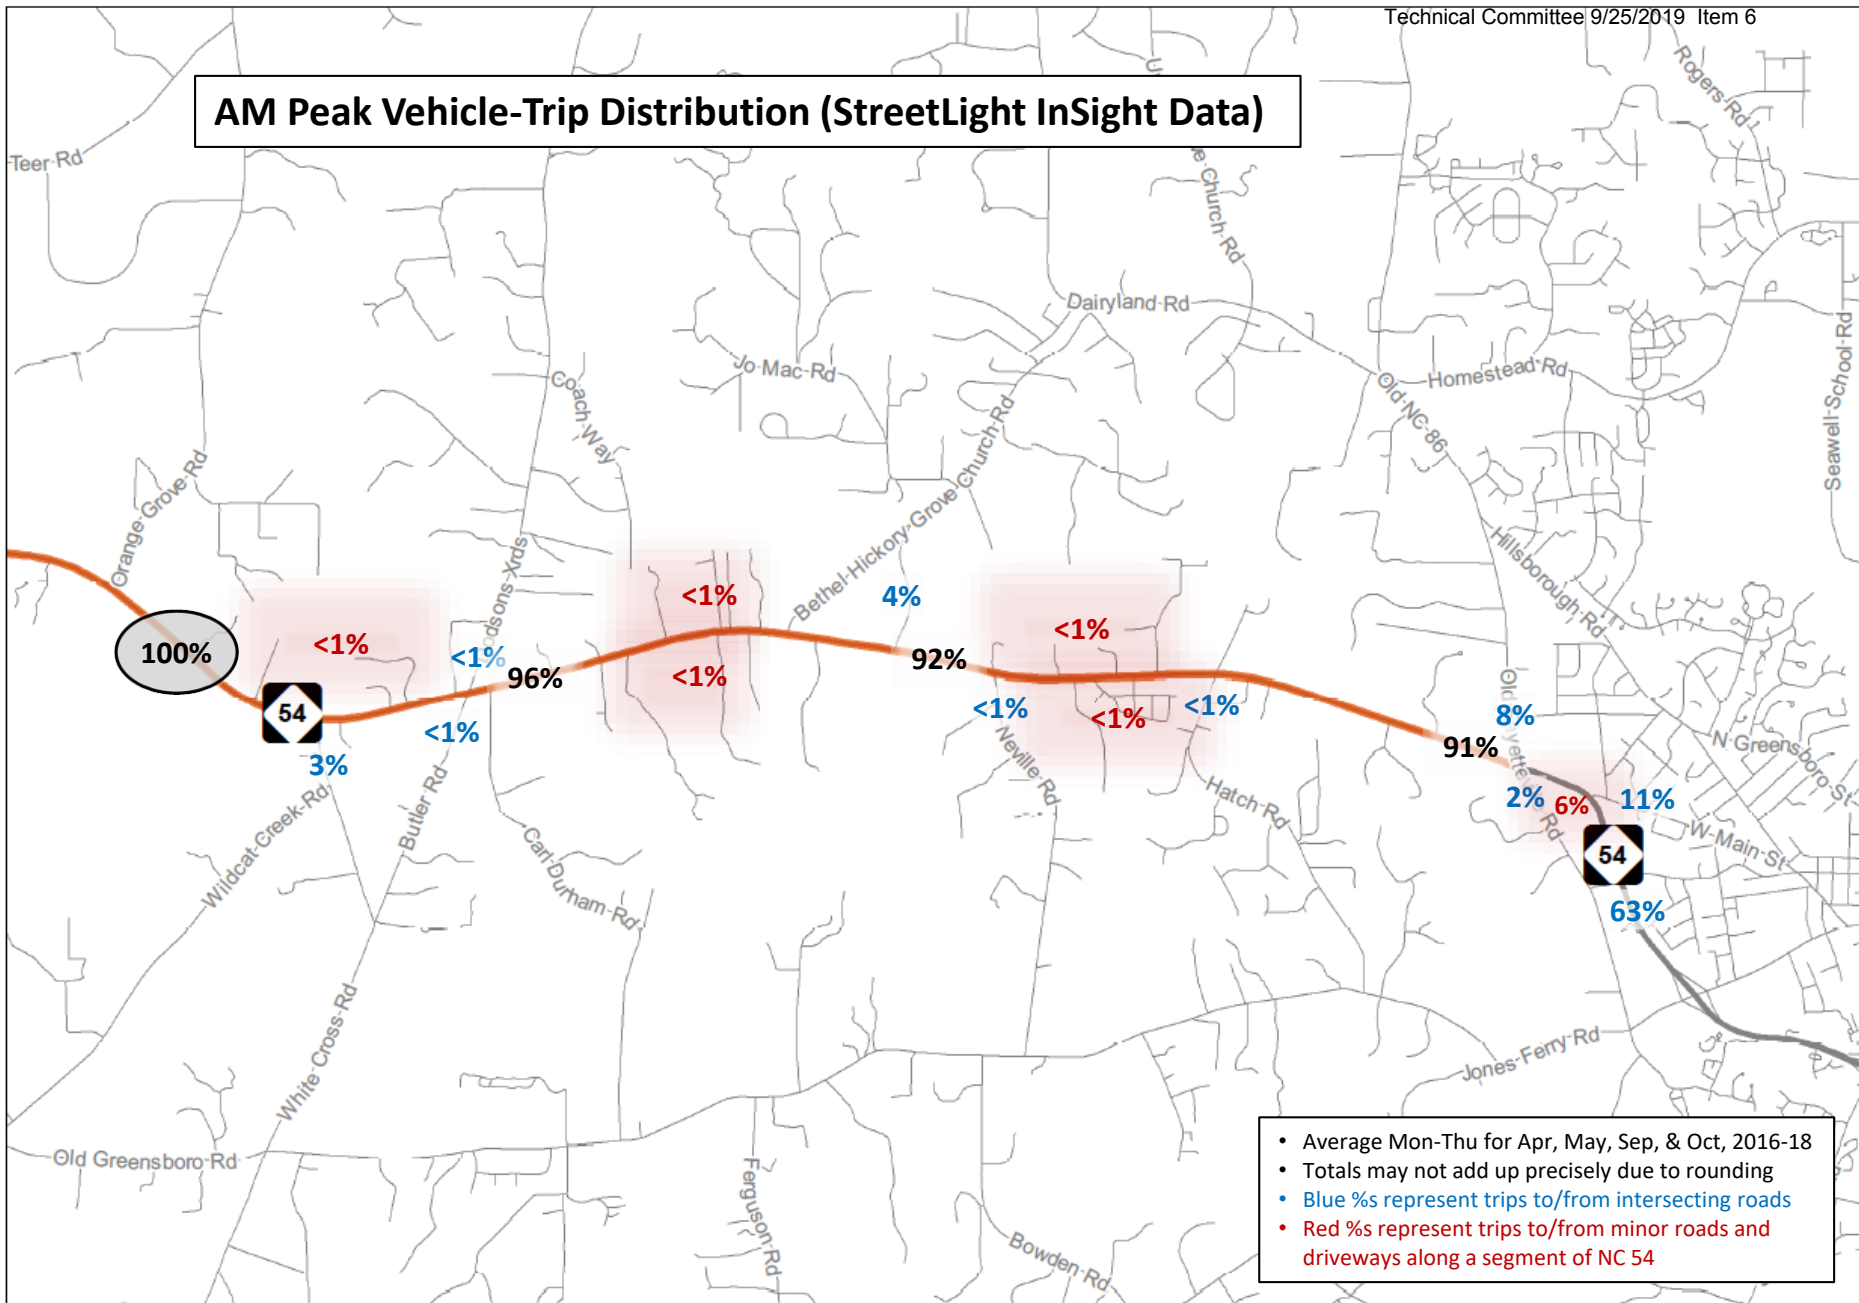 Technical Committee 9/25/2019 Item 6
AM Peak Vehicle-Trip Distribution (StreetLight InSight Data)
Rogers Rd
Teer Rd
Church Rd
Dairyland Rd
Jo Mac Rd
Homestead Rd
Coach Way
Old NC 86
Seawell School Rd
Orange Grove Rd
Bethel Hickory Grove Church Rd
Hillsborough Rd
<1%
4%
<1%
100%
<1%
<1%
96%
<1%
92%
54
<1%
<1%
<1%
<1%
8%
91%
3%
Neville Rd
N Greensboro St
Hatch Rd
2%
6%
11%
Wildcat Creek Rd
Butler Rd
Carl Durham Rd
W Main St
54
63%
White Cross Rd
Jones Ferry Rd
Old Greensboro Rd
Ferguson Rd
Bowden Rd
• Average Mon-Thu for Apr, May, Sep, & Oct, 2016-18
• Totals may not add up precisely due to rounding
• Blue %s represent trips to/from intersecting roads
• Red %s represent trips to/from minor roads and
driveways along a segment of NC 54